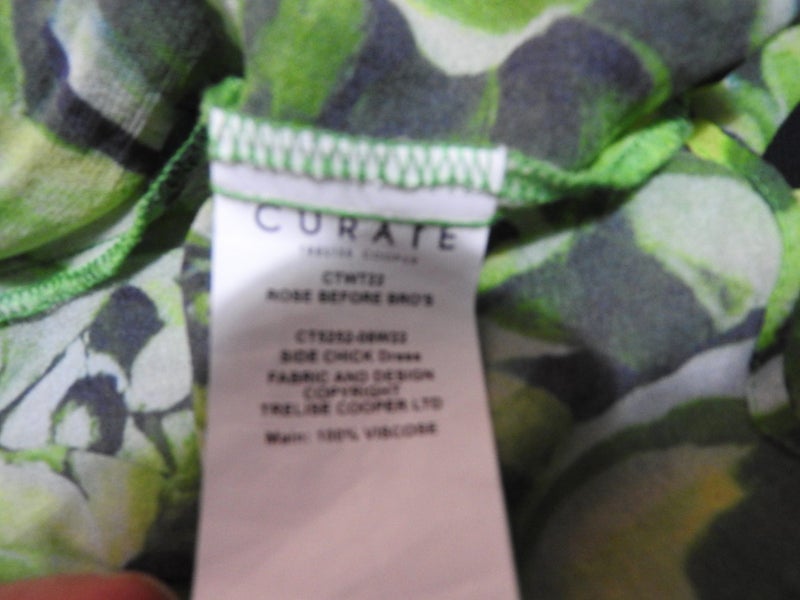 CURATE
TRELISE COOPER
CTWT22
ROSE BEFORE BRO'S
SIDE CHICK Dress
FABRIC AND DESIGN
COPYRIGHT
TRELISE COOPER LTD
Main: 100% VISCOSE